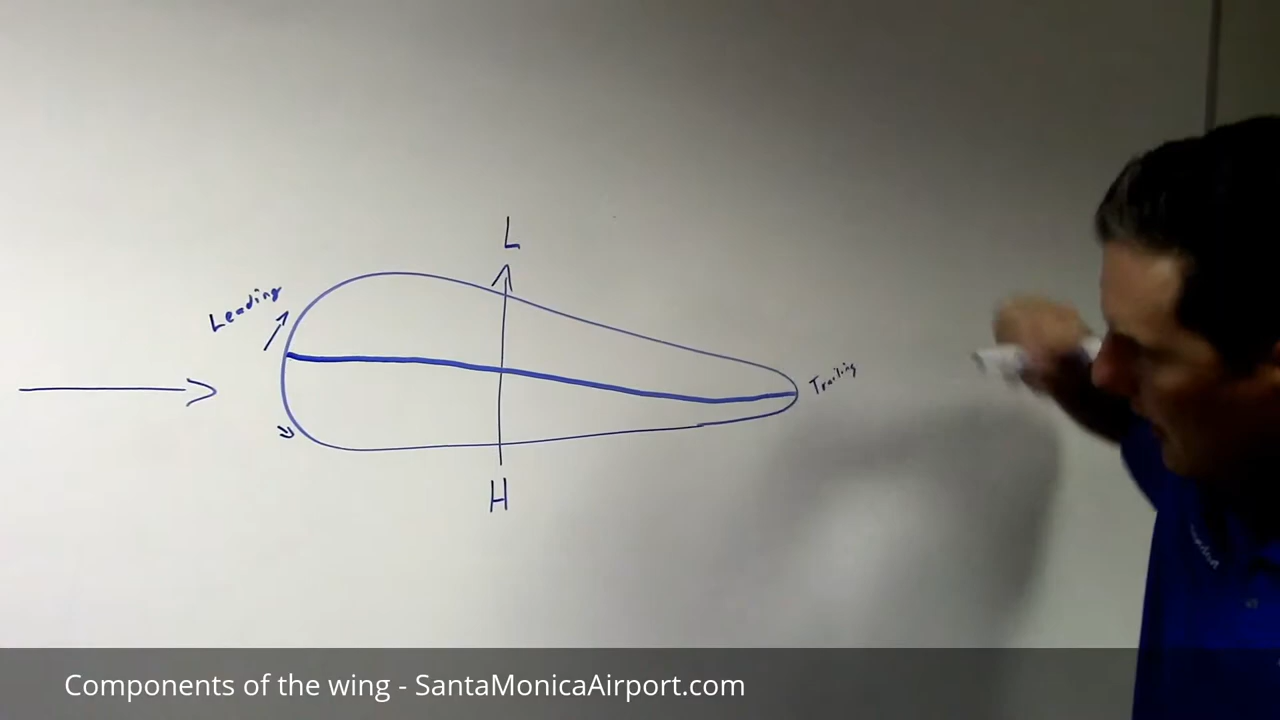 L
Leading
Trailing
H
Components of the wing - SantaMonicaAirport.com